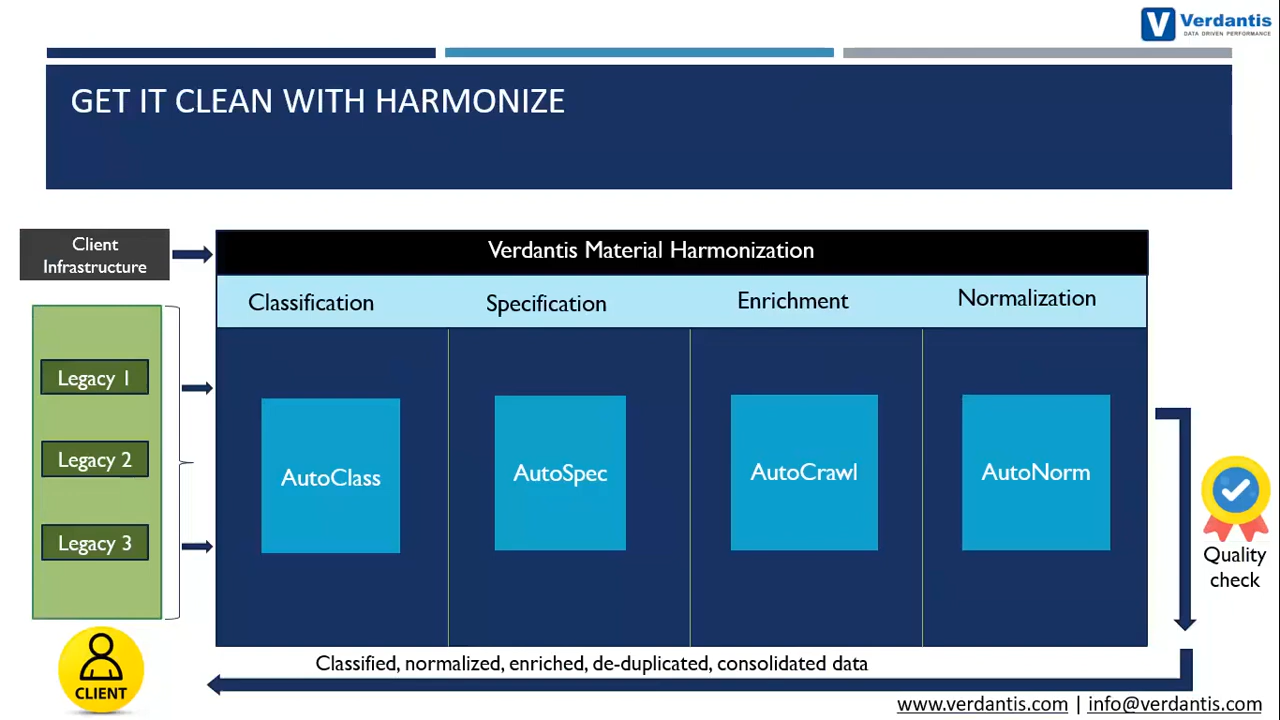 Verdantis
DATA DRIVEN PERFORMANCE
GET IT CLEAN WITH HARMONIZE
Client
Infrastructure
Verdantis Material Harmonization
Classification
Specification
Enrichment
Normalization
Legacy 1
Legacy 2
Legacy 3
AutoClass
AutoSpec
AutoCrawl
AutoNorm
Quality
check
CLIENT
Classified, normalized, enriched, de-duplicated, consolidated data
www.verdantis.com | info@verdantis.com